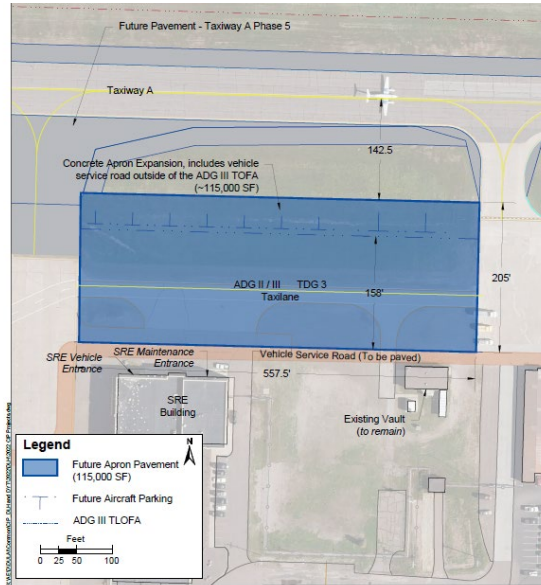 Future Pavement - Taxiway A Phase 5
Taxiway A
142.5
Concrete Apron Expansion, includes vehicle
service road outside of the ADG III TOFA
(~115,000 SF)
205'
ADG II / III TDG 3
Taxilane
158'
SRE Vehicle
Entrance
SRE Maintenance
Entrance
Vehicle Service Road (To be paved)
557.5'
SRE
Building
Existing Vault
(to remain)
Legend
N
Future Apron Pavement
(115,000 SF)
Future Aircraft Parking
ADG III TLOFA
Feet
0 25 50 100